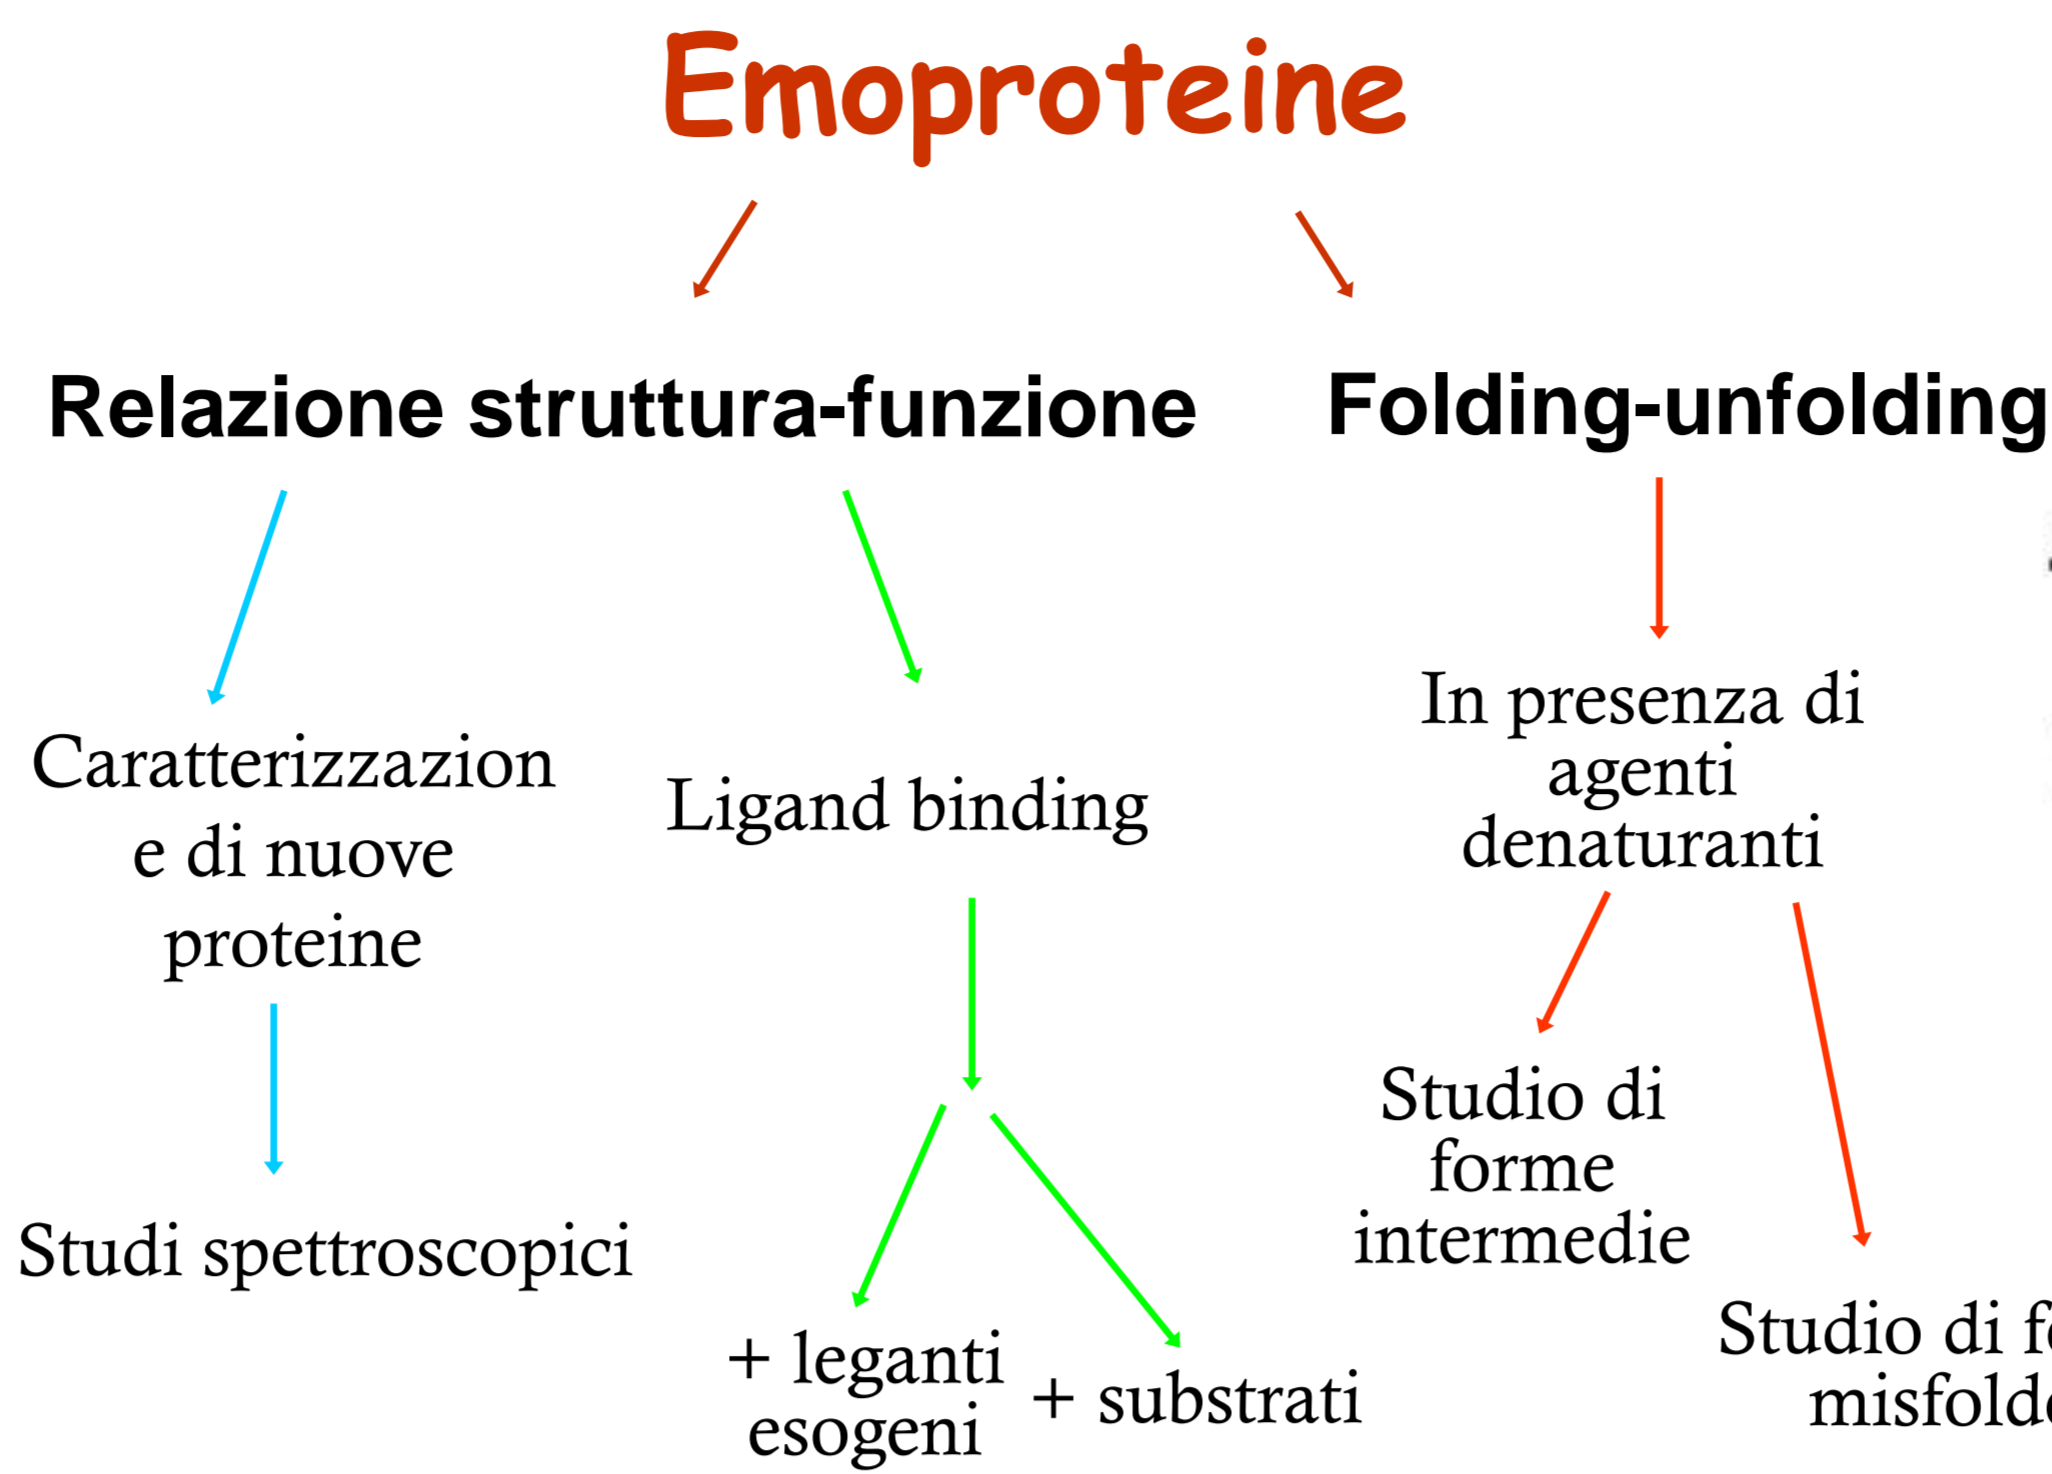 Emoproteine
Relazione struttura-funzione
Folding-unfolding
Caratterizzazion
e di nuove
proteine
Studi spettroscopici
Ligand binding
+ leganti
esogeni
+ substrati
In presenza di
agenti
denaturanti
Studio di
forme
intermedie
Studio di